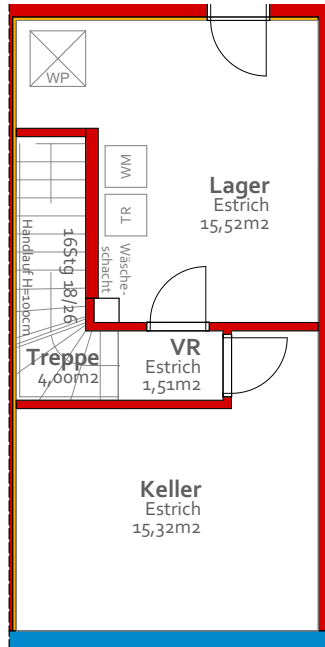 WP
WM
TR
Wäsche-
schacht
Lager
Estrich
15,52m2
16Stg 18/26
Handlauf H=100cm
Treppe
4,00m2
VR
Estrich
1,51m2
Keller
Estrich
15,32m2